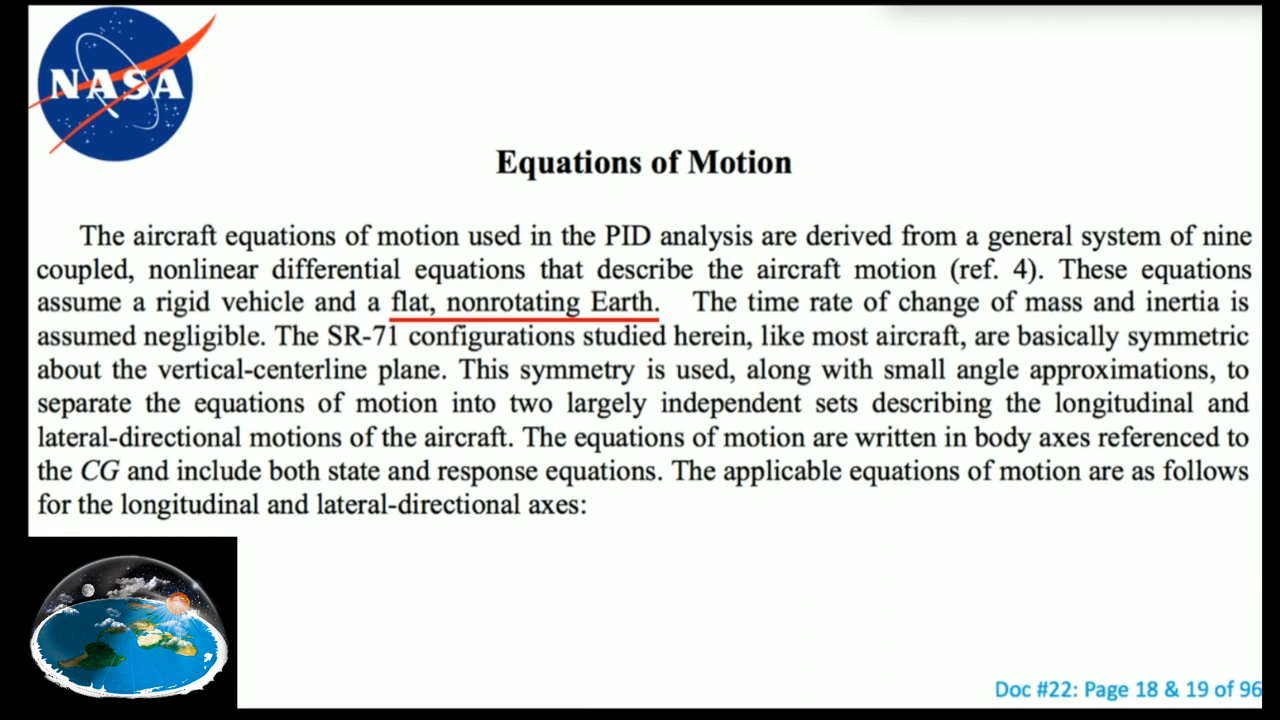 NASA
Equations of Motion
The aircraft equations of motion used in the PID analysis are derived from a general system of nine
coupled, nonlinear differential equations that describe the aircraft motion (ref. 4). These equations
assume a rigid vehicle and a flat, nonrotating Earth. The time rate of change of mass and inertia is
assumed negligible. The SR-71 configurations studied herein, like most aircraft, are basically symmetric
about the vertical-centerline plane. This symmetry is used, along with small angle approximations, to
separate the equations of motion into two largely independent sets describing the longitudinal and
lateral-directional motions of the aircraft. The equations of motion are written in body axes referenced to
the CG and include both state and response equations. The applicable equations of motion are as follows
for the longitudinal and lateral-directional axes:
Doc #22: Page 18 & 19 of 96